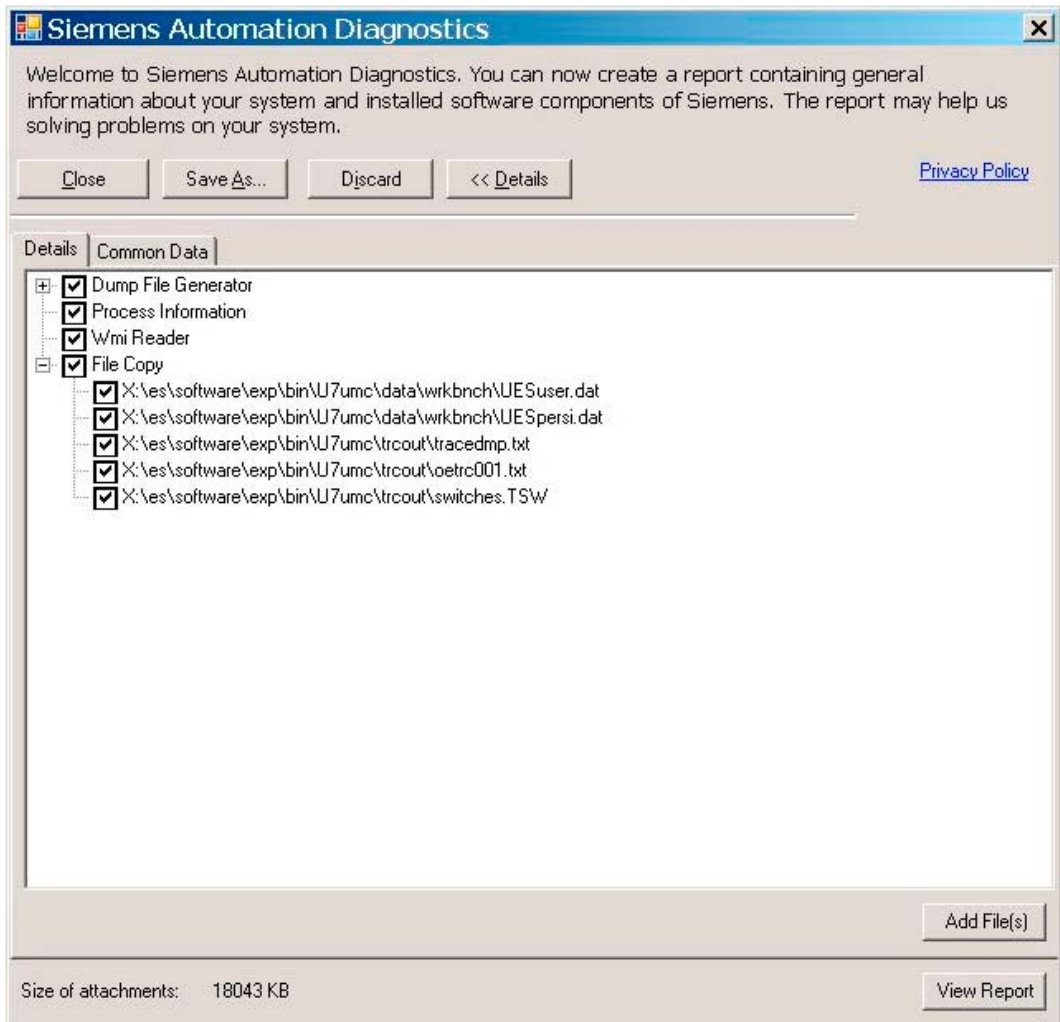 Siemens Automation Diagnostics
Welcome to Siemens Automation Diagnostics. You can now create a report containing general
information about your system and installed software components of Siemens. The report may help us
solving problems on your system.
Close
Save As...
Discard
<< Details
Privacy Policy
Details
Common Data
Dump File Generator
Process Information
Wmi Reader
File Copy
X:\es\software\exp\bin\U7umc\data\wrkbnch\UESuser.dat
X:\es\software\exp\bin\U7umc\data\wrkbnch\UESpersi.dat
X:\es\software\exp\bin\U7umc\trcout\tracedmp.txt
X:\es\software\exp\bin\U7umc\trcout\oetrc001.txt
X:\es\software\exp\bin\U7umc\trcout\switches.TSW
Add File(s)
Size of attachments: 18043 KB
View Report